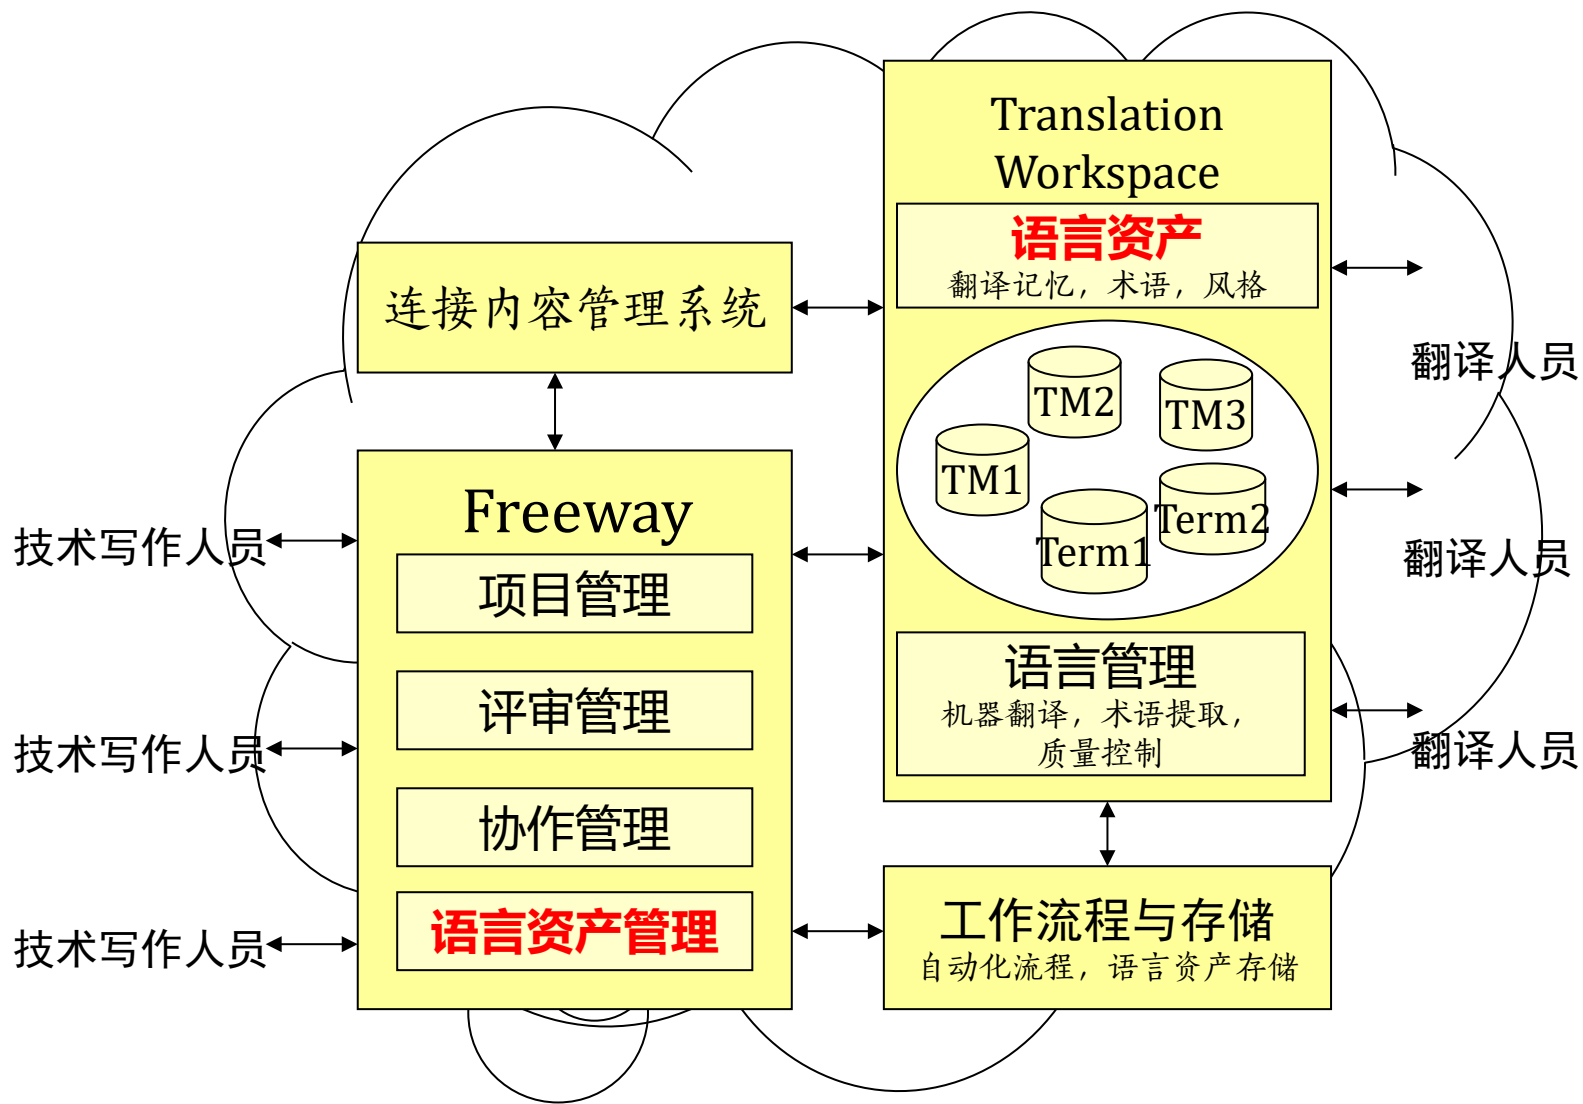 Translation
Workspace
语言资产
翻译记忆，术语，风格
连接内容管理系统
TM2
TM3
TM1
Term2
Term1
翻译人员
Freeway
技术写作人员
项目管理
翻译人员
语言管理
机器翻译，术语提取，
质量控制
评审管理
技术写作人员
翻译人员
协作管理
语言资产管理
技术写作人员
工作流程与存储
自动化流程，语言资产存储